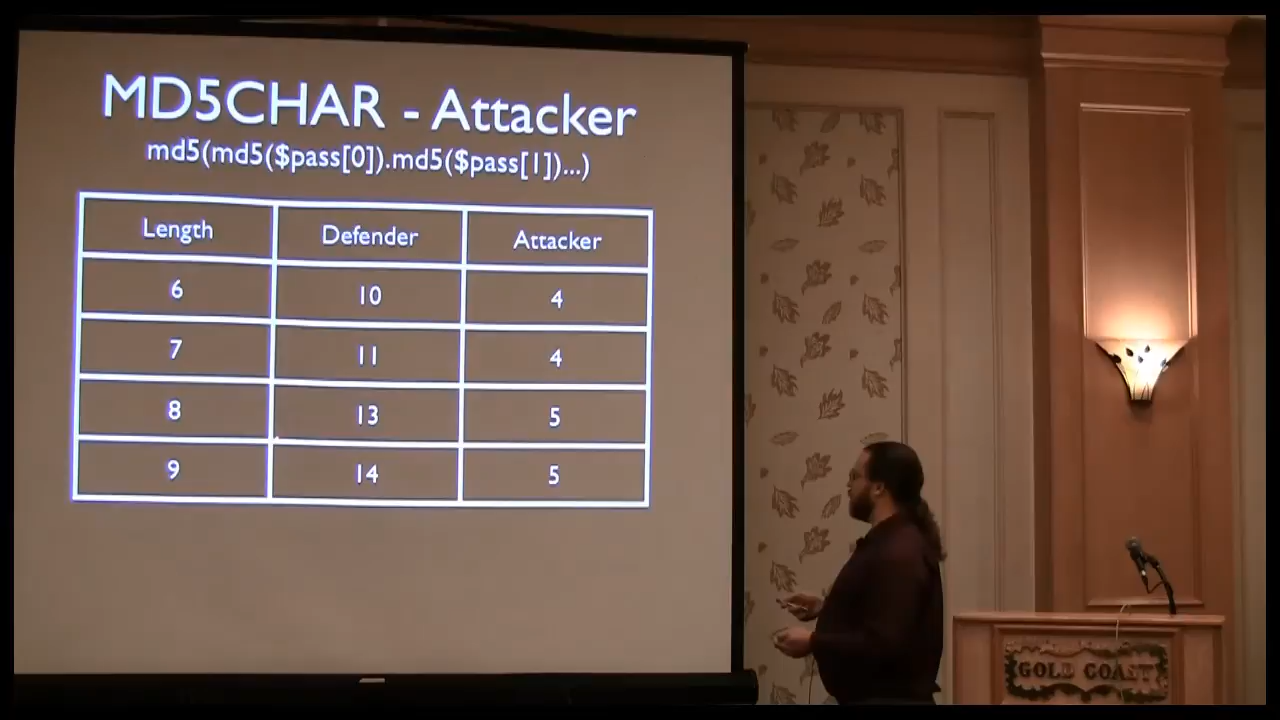 MD5CHAR - Attacker
md5(md5($pass[0]).md5($pass[1])...)
Length Defender Attacker
6 10 4
7 11 4
8 13 5
9 14 5
GOLD COAST